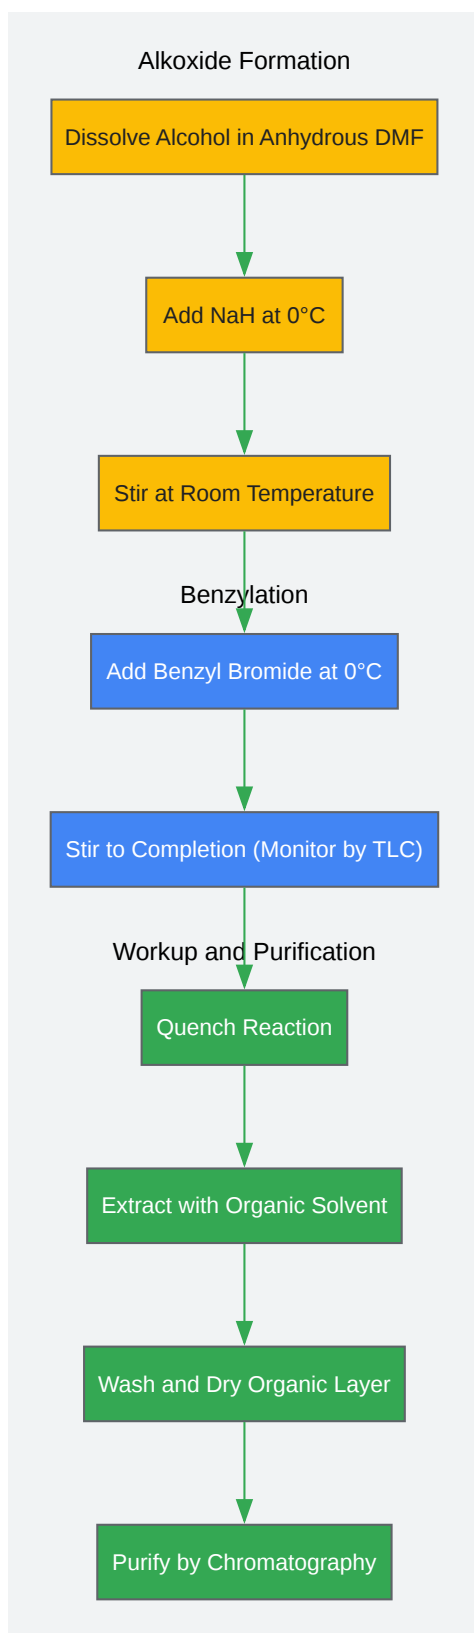 Alkoxide Formation
Dissolve Alcohol in Anhydrous DMF
Add NaH at 0°C
Stir at Room Temperature
Benzylation
Add Benzyl Bromide at 0°C
Stir to Completion (Monitor by TLC)
Workup and Purification
Quench Reaction
Extract with Organic Solvent
Wash and Dry Organic Layer
Purify by Chromatography